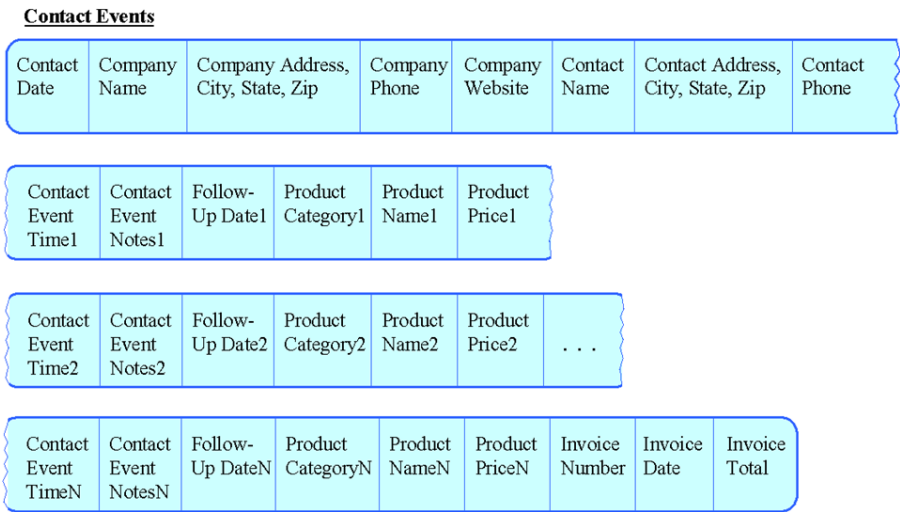 Contact Events
Contact Company Company Address, Company Company Contact Contact Address, Contact
Date Name City, State, Zip Phone Website Name City, State, Zip Phone
Contact Contact Follow- Product Product Product
Event Event Up Date1 Category1 Name1 Price1
Time1 Notes1
Contact Contact Follow- Product Product Product
Event Event Up Date2 Category2 Name2 Price2 . . .
Time2 Notes2
Contact Contact Follow- Product Product Product Invoice Invoice Invoice
Event Event Up DateN CategoryN NameN PriceN Number Date Total
TimeN NotesN